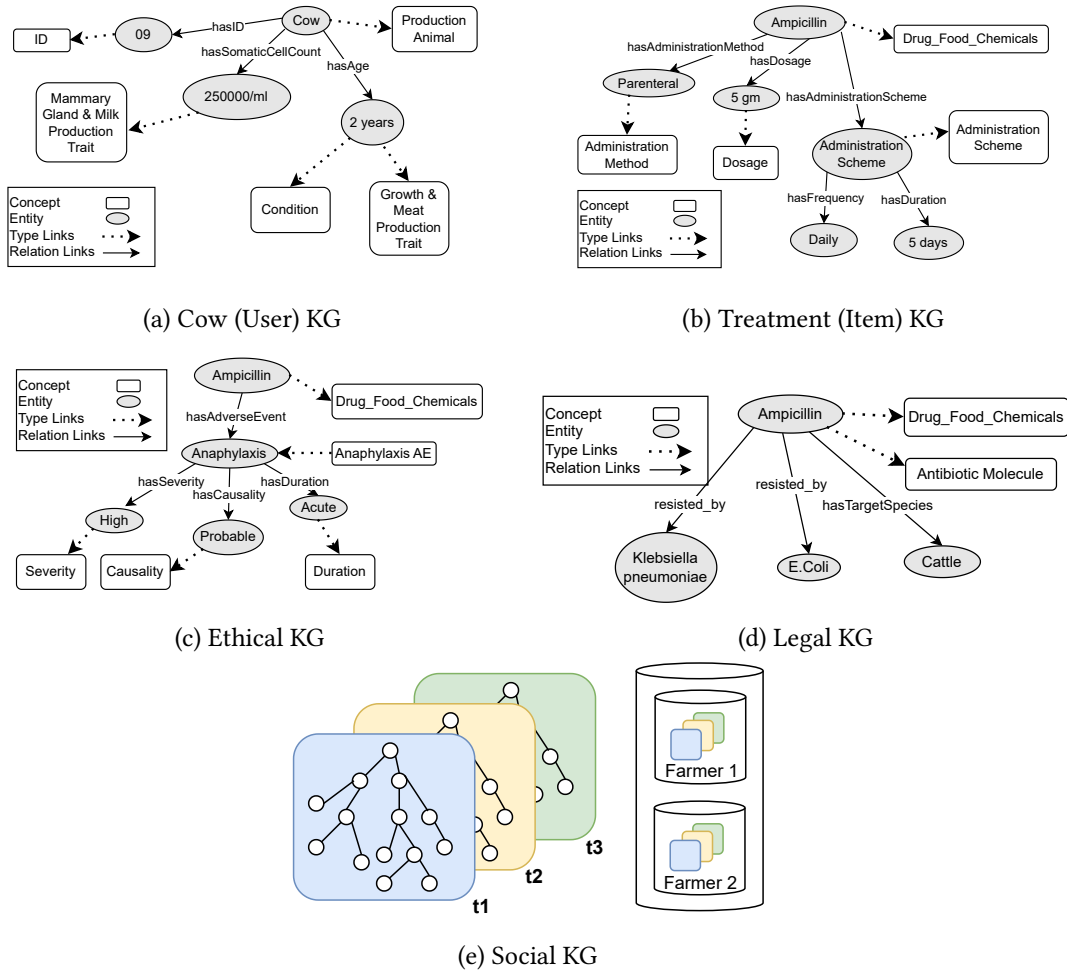 Cow
hasID
09
ID
Production
Animal
hasSomaticCellCount
hasAge
250000/ml
Mammary
Gland & Milk
Production
Trait
2 years
Condition
Growth &
Meat
Production
Trait
Concept
Entity
Type Links
Relation Links
(a) Cow (User) KG
Ampicillin
Drug_Food_Chemicals
hasAdministrationMethod
hasDosage
Parenteral
5 gm
hasAdministrationScheme
Administration
Method
Dosage
Administration
Scheme
Administration
Scheme
hasFrequency
hasDuration
Daily
5 days
Concept
Entity
Type Links
Relation Links
(b) Treatment (Item) KG
Concept
Entity
Type Links
Relation Links
Ampicillin
Drug_Food_Chemicals
hasAdverseEvent
Anaphylaxis
Anaphylaxis AE
hasSeverity
hasCausality
hasDuration
High
Probable
Acute
Severity
Causality
Duration
(c) Ethical KG
Concept
Entity
Type Links
Relation Links
Ampicillin
Drug_Food_Chemicals
Antibiotic Molecule
resisted_by
resisted_by
hasTargetSpecies
Klebsiella
pneumoniae
E.Coli
Cattle
(d) Legal KG
t1
t2
t3
Farmer 1
Farmer 2
(e) Social KG